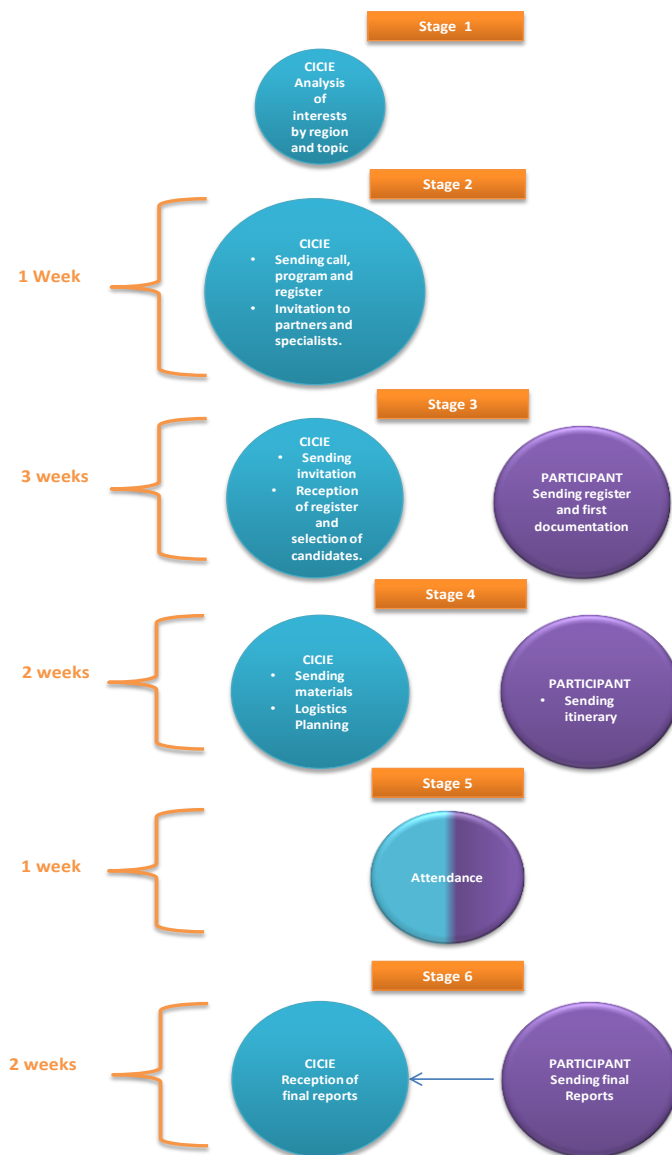 Stage 1
CICIE
Analysis
of
interests
by region
and topic
Stage 2
1 Week
CICIE
• Sending call,
program and
register
• Invitation to
partners and
specialists.
Stage 3
3 weeks
CICIE
• Sending
invitation
• Reception
of register
and
selection of
candidates.
PARTICIPANT
Sending register
and first
documentation
Stage 4
2 weeks
CICIE
• Sending
materials
• Logistics
Planning
PARTICIPANT
• Sending
itinerary
Stage 5
1 week
Attendance
Stage 6
2 weeks
CICIE
Reception of
final reports
PARTICIPANT
Sending final
Reports